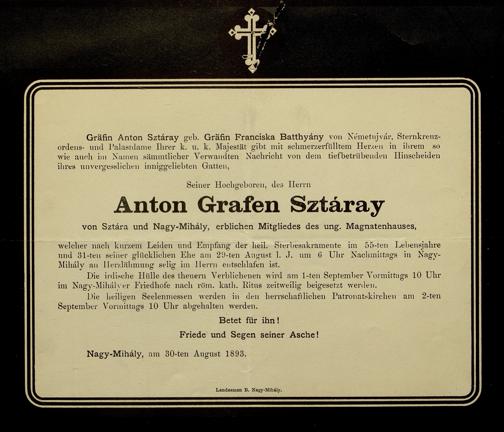 Gräfin Anton Sztáray geb. Gräfin Franciska Batthyány von Németujvár, Sternkreuz-
ordens- und Palastdame Ihrer k. u. k. Majestät gibt mit schmerzerfülltem Herzen in ihrem so
wie auch im Namen sämmtlicher Verwandten Nachricht von dem tiefbetrübenden Hinscheiden
ihres unvergesslichen inniggeliebten Gatten,
Seiner Hochgeboren, des Herrn
Anton Grafen Sztáray
von Sztára und Nagy-Mihály, erblichen Mitgliedes des ung. Magnatenhauses,
welcher nach kurzem Leiden und Empfang der heil. Sterbesakramente im 55-ten Lebensjahre
und 31-ten seiner glücklichen Ehe am 29-ten August l. J. um 6 Uhr Nachmittags in Nagy-
Mihály an Herzlähmung selig im Herrn entschlafen ist.
Die irdische Hülle des theuern Verblichenen wird am 1-ten September Vormittags 10 Uhr
im Nagy-Mihályer Friedhofe nach röm. kath. Ritus zeitweilig beigesetzt werden.
Die heiligen Seelenmessen werden in den herrschaftlichen Patronat-kirchen am 2-ten
September Vormittags 10 Uhr abgehalten werden.
Betet für ihn!
Friede und Segen seiner Asche!
Nagy-Mihály, am 30-ten August 1893.
Landesmann B. Nagy-Mihály.